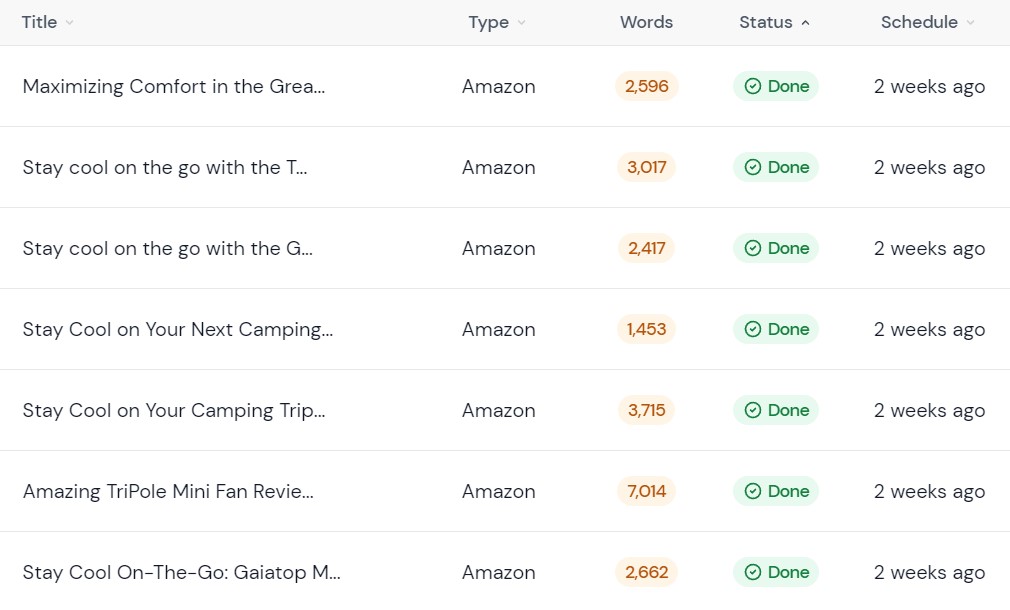 Title Type Words Status Schedule
Maximizing Comfort in the Grea... Amazon 2,596 Done 2 weeks ago
Stay cool on the go with the T... Amazon 3,017 Done 2 weeks ago
Stay cool on the go with the G... Amazon 2,417 Done 2 weeks ago
Stay Cool on Your Next Camping... Amazon 1,453 Done 2 weeks ago
Stay Cool on Your Camping Trip... Amazon 3,715 Done 2 weeks ago
Amazing TriPole Mini Fan Revie... Amazon 7,014 Done 2 weeks ago
Stay Cool On-The-Go: Gaiatop M... Amazon 2,662 Done 2 weeks ago